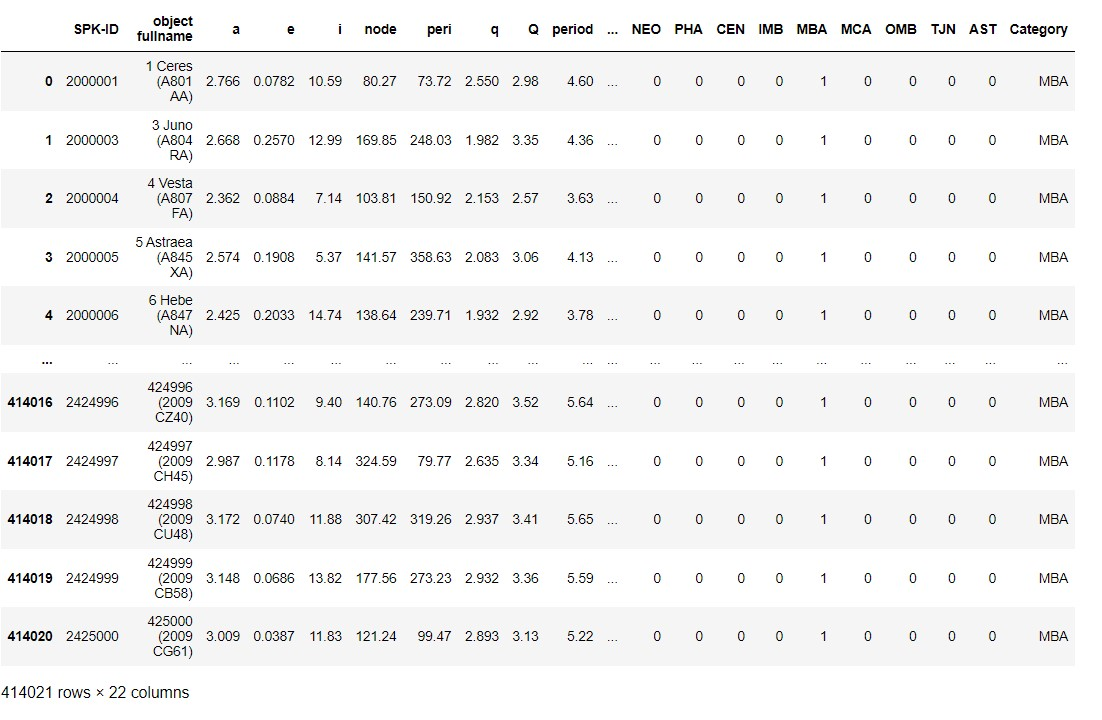 SPK-ID object fullname a e i node peri q Q period ... NEO PHA CEN IMB MBA MCA OMB TJN AST Category
0 2000001 1 Ceres (A801 AA) 2.766 0.0782 10.59 80.27 73.72 2.550 2.98 4.60 ... 0 0 0 0 1 0 0 0 0 MBA
1 2000003 3 Juno (A804 RA) 2.668 0.2570 12.99 169.85 248.03 1.982 3.35 4.36 ... 0 0 0 0 1 0 0 0 0 MBA
2 2000004 4 Vesta (A807 FA) 2.362 0.0884 7.14 103.81 150.92 2.153 2.57 3.63 ... 0 0 0 0 1 0 0 0 0 MBA
3 2000005 5 Astraea (A845 XA) 2.574 0.1908 5.37 141.57 358.63 2.083 3.06 4.13 ... 0 0 0 0 1 0 0 0 0 MBA
4 2000006 6 Hebe (A847 NA) 2.425 0.2033 14.74 138.64 239.71 1.932 2.92 3.78 ... 0 0 0 0 1 0 0 0 0 MBA
... ... ... ... ... ... ... ... ... ... ... ... ... ... ... ... ... ... ... ... ... ...
414016 2424996 424996 (2009 CZ40) 3.169 0.1102 9.40 140.76 273.09 2.820 3.52 5.64 ... 0 0 0 0 1 0 0 0 0 MBA
414017 2424997 424997 (2009 CH45) 2.987 0.1178 8.14 324.59 79.77 2.635 3.34 5.16 ... 0 0 0 0 1 0 0 0 0 MBA
414018 2424998 424998 (2009 CU48) 3.172 0.0740 11.88 307.42 319.26 2.937 3.41 5.65 ... 0 0 0 0 1 0 0 0 0 MBA
414019 2424999 424999 (2009 CB58) 3.148 0.0686 13.82 177.56 273.23 2.932 3.36 5.59 ... 0 0 0 0 1 0 0 0 0 MBA
414020 2425000 425000 (2009 CG61) 3.009 0.0387 11.83 121.24 99.47 2.893 3.13 5.22 ... 0 0 0 0 1 0 0 0 0 MBA
414021 rows × 22 columns